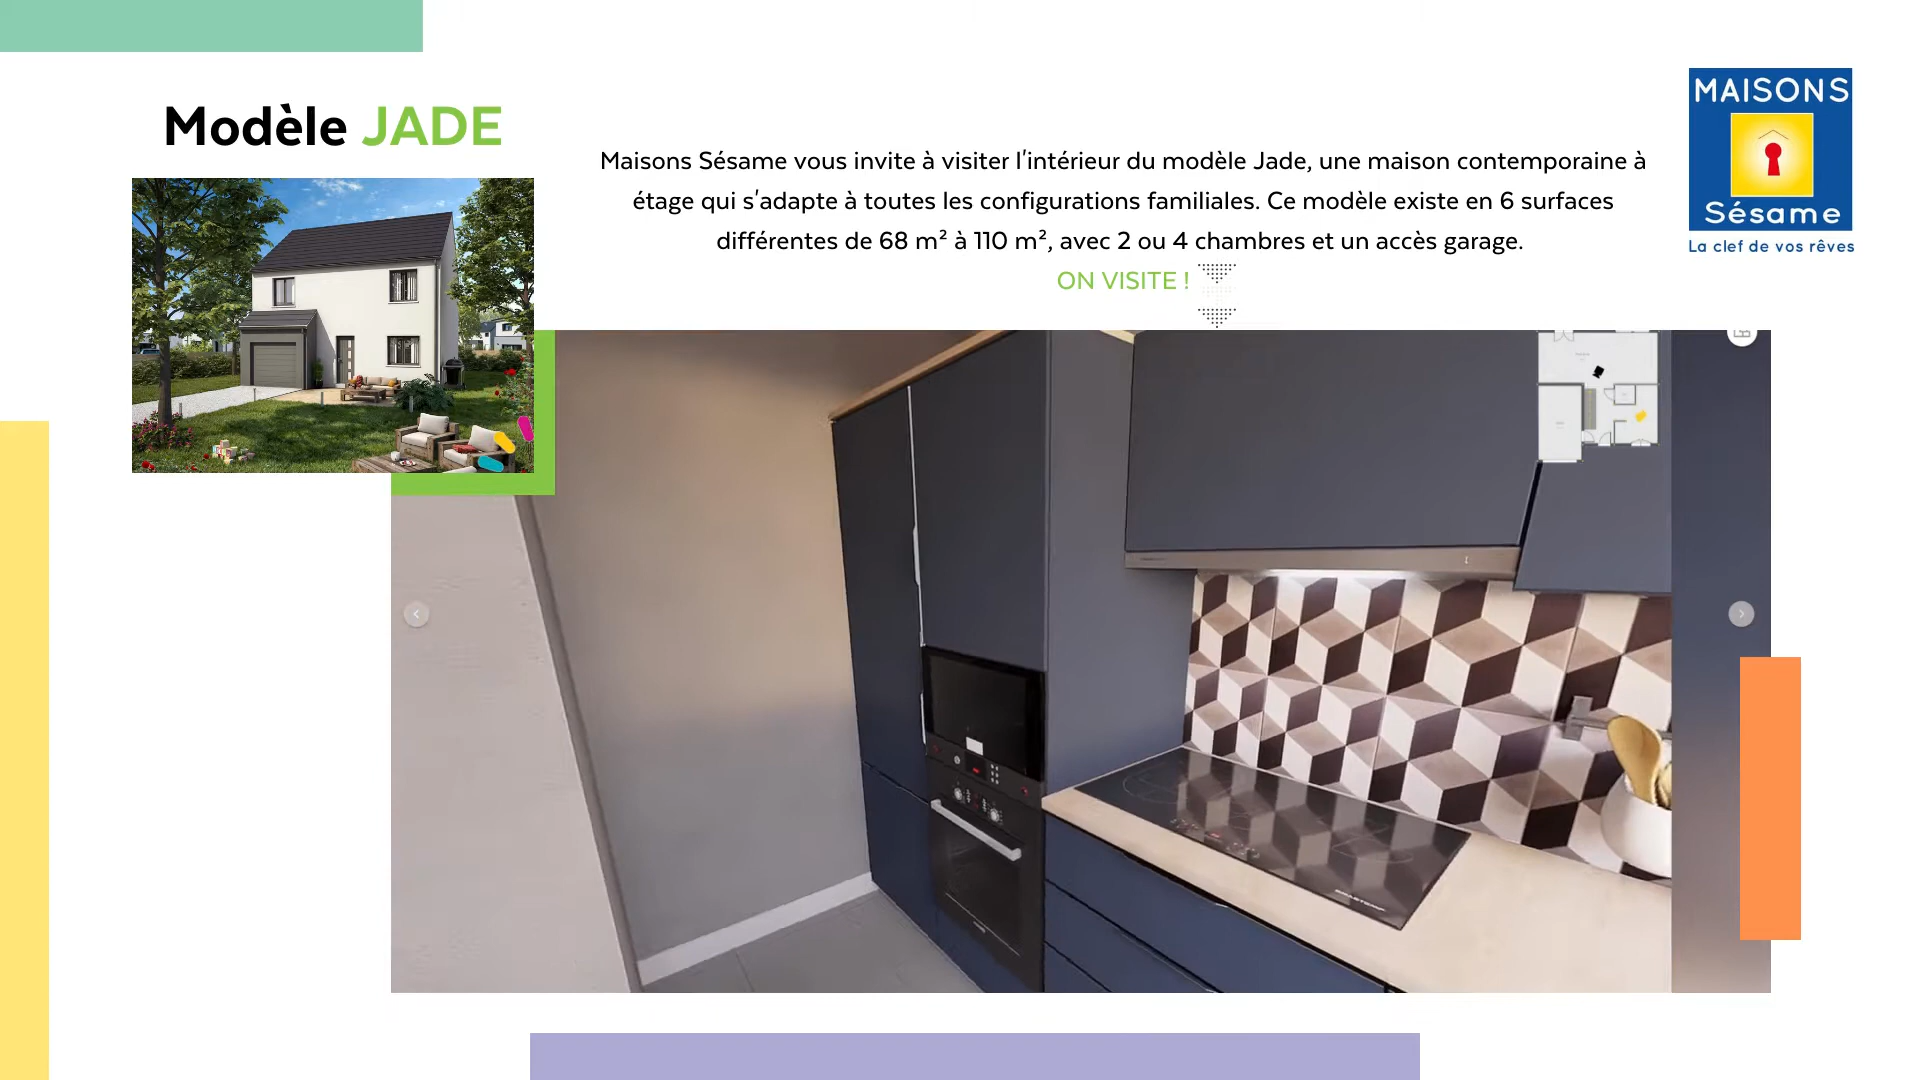 Modèle JADE
Maisons Sésame vous invite à visiter l'intérieur du modèle Jade, une maison contemporaine à
étage qui s'adapte à toutes les configurations familiales. Ce modèle existe en 6 surfaces
différentes de 68 m² à 110 m², avec 2 ou 4 chambres et un accès garage.
ON VISITE !
MAISONS
Sésame
La clef de vos rêves